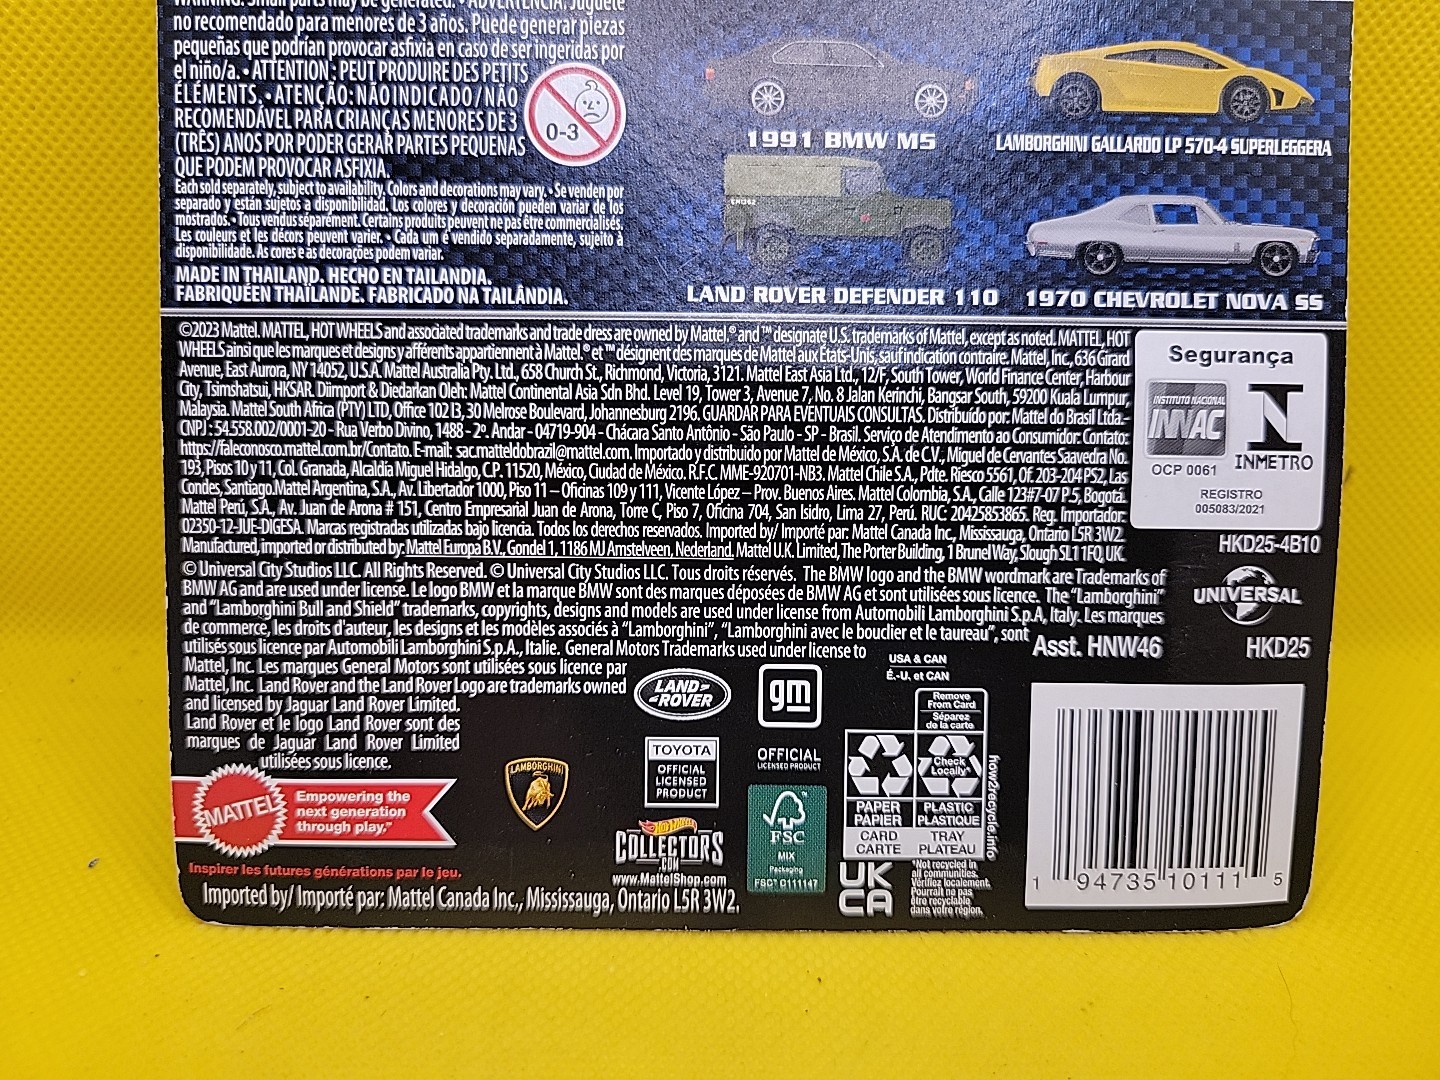 WARNING: Small parts may be generated. • ADVERTENCIA: Juguete
no recomendado para menores de 3 años. Puede generar piezas
pequeñas que podrían provocar asfixia en caso de ser ingeridas por
el niño/a. • ATTENTION : PEUT PRODUIRE DES PETITS
ÉLÉMENTS. • ATENÇÃO: NÃO INDICADO / NÃO
RECOMENDÁVEL PARA CRIANÇAS MENORES DE 3
(TRÊS) ANOS POR PODER GERAR PARTES PEQUENAS
QUE PODEM PROVOCAR ASFIXIA.
0-3
Each sold separately, subject to availability. Colors and decorations may vary. • Se venden por
separado y están sujetos a disponibilidad. Los colores y decoración pueden variar de los
mostrados. • Tous vendus séparément. Certains produits peuvent ne pas être commercialisés.
Les couleurs et les décors peuvent varier. • Cada um é vendido separadamente, sujeito à
disponibilidade. As cores e as decorações podem variar.
MADE IN THAILAND. HECHO EN TAILANDIA.
FABRIQUÉ EN THAÏLANDE. FABRICADO NA TAILÂNDIA.
1991 BMW M5
LAMBORGHINI GALLARDO LP 570-4 SUPERLEGGERA
LAND ROVER DEFENDER 110
1970 CHEVROLET NOVA SS
©2023 Mattel. MATTEL, HOT WHEELS and associated trademarks and trade dress are owned by Mattel. ® and ™ designate U.S. trademarks of Mattel, except as noted. MATTEL, HOT
WHEELS ainsi que les marques et designs y afférents appartiennent à Mattel. ® et ™ désignent des marques de Mattel aux États-Unis, sauf indication contraire. Mattel, Inc., 636 Girard
Avenue, East Aurora, NY 14052, U.S.A. Mattel Australia Pty. Ltd., 658 Church St., Richmond, Victoria, 3121. Mattel East Asia Ltd., 12/F, South Tower, World Finance Center, Harbour
City, Tsimshatsui, HKSAR. Diimport & Diedarkan Oleh: Mattel Continental Asia Sdn Bhd. Level 19, Tower 3, Avenue 7, No. 8 Jalan Kerinchi, Bangsar South, 59200 Kuala Lumpur,
Malaysia. Mattel South Africa (PTY) LTD, Office 102 I3, 30 Melrose Boulevard, Johannesburg 2196. GUARDAR PARA EVENTUAIS CONSULTAS. Distribuído por: Mattel do Brasil Ltda.-
CNPJ : 54.558.002/0001-20 - Rua Verbo Divino, 1488 - 2º. Andar - 04719-904 - Chácara Santo Antônio - São Paulo - SP - Brasil. Serviço de Atendimento ao Consumidor: Contato:
https://faleconosco.mattel.com.br/Contato. E-mail: sac.matteldobrazil@mattel.com. Importado y distribuido por Mattel de México, S.A. de C.V., Miguel de Cervantes Saavedra No.
193, Pisos 10 y 11, Col. Granada, Alcaldía Miguel Hidalgo, C.P. 11520, México, Ciudad de México. R.F.C. MME-920701-NB3. Mattel Chile S.A., Pdte. Riesco 5561, Of. 203-204 PS2, Las
Condes, Santiago. Mattel Argentina, S.A., Av. Libertador 1000, Piso 11 – Oficinas 109 y 111, Vicente López – Prov. Buenos Aires. Mattel Colombia, S.A., Calle 123#7-07 P.5, Bogotá.
Mattel Perú, S.A., Av. Juan de Arona # 151, Centro Empresarial Juan de Arona, Torre C, Piso 7, Oficina 704, San Isidro, Lima 27, Perú. RUC: 20425853865. Reg. Importador:
02350-12-JUE-DIGESA. Marcas registradas utilizadas bajo licencia. Todos los derechos reservados. Imported by/ Importé par: Mattel Canada Inc., Mississauga, Ontario L5R 3W2.
Manufactured, imported or distributed by: Mattel Europa B.V., Gondel 1, 1186 MJ Amstelveen, Nederland. Mattel U.K. Limited, The Porter Building, 1 Brunel Way, Slough SL1 1FQ, UK.
Segurança
INSTITUTO NACIONAL
INNAC
OCP 0061
INMETRO
REGISTRO
005083/2021
HKD25-4B10
© Universal City Studios LLC. All Rights Reserved. © Universal City Studios LLC. Tous droits réservés. The BMW logo and the BMW wordmark are Trademarks of
BMW AG and are used under license. Le logo BMW et la marque BMW sont des marques déposées de BMW AG et sont utilisées sous licence. The "Lamborghini"
and "Lamborghini Bull and Shield" trademarks, copyrights, designs and models are used under license from Automobili Lamborghini S.p.A, Italy. Les marques
de commerce, les droits d'auteur, les designs et les modèles associés à "Lamborghini", "Lamborghini avec le bouclier et le taureau", sont
utilisés sous licence par Automobili Lamborghini S.p.A., Italie. General Motors Trademarks used under license to
Mattel, Inc. Les marques General Motors sont utilisées sous licence par
Mattel, Inc. Land Rover and the Land Rover Logo are trademarks owned
and licensed by Jaguar Land Rover Limited.
Land Rover et le logo Land Rover sont des
marques de Jaguar Land Rover Limited
utilisées sous licence.
UNIVERSAL
Asst. HNW46
HKD25
LAND ROVER
gm
OFFICIAL
LICENSED PRODUCT
TOYOTA
OFFICIAL
LICENSED
PRODUCT
LAMBORGHINI
USA & CAN
É.-U. et CAN
Remove
From Card
Séparez
de la carte
Check
Locally*
PAPER
PAPIER
PLASTIC
PLASTIQUE
CARD
CARTE
TRAY
PLATEAU
how2recycle.info
*Not recycled in
all communities.
Vérifiez localement.
Pourrait ne pas
être recyclable
dans votre région.
FSC
MIX
Packaging
FSC® C111147
UK
CA
Hot Wheels
COLLECTORS
.COM
www.MattelShop.com
MATTEL
Empowering the
next generation
through play.™
Inspirer les futures générations par le jeu.
Imported by/ Importé par: Mattel Canada Inc., Mississauga, Ontario L5R 3W2.
1 94735 10111 5